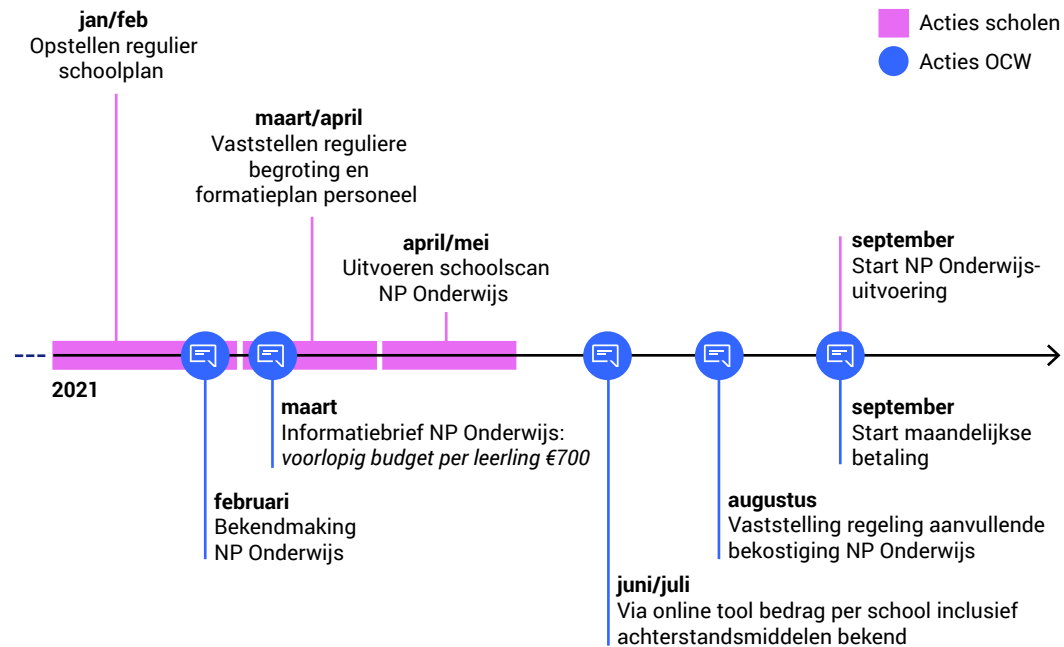 jan/feb
Opstellen regulier
schoolplan
Acties scholen
Acties OCW
maart/april
Vaststellen reguliere
begroting en
formatieplan personeel
april/mei
Uitvoeren schoolscan
NP Onderwijs
september
Start NP Onderwijs-
uitvoering
2021
maart
Informatiebrief NP Onderwijs:
voorlopig budget per leerling €700
september
Start maandelijkse
betaling
februari
Bekendmaking
NP Onderwijs
augustus
Vaststelling regeling aanvullende
bekostiging NP Onderwijs
juni/juli
Via online tool bedrag per school inclusief
achterstandsmiddelen bekend